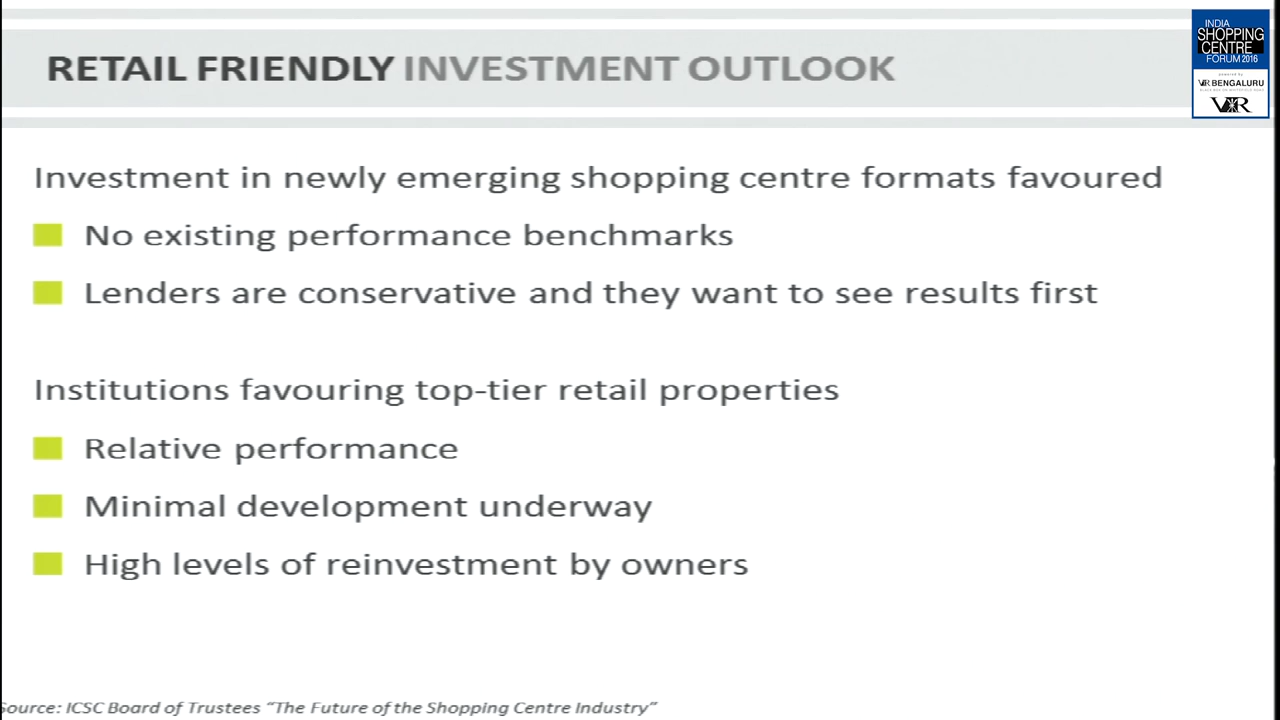 INDIA
SHOPPING
CENTRE
FORUM 2016
powered by
VR BENGALURU
VR
RETAIL FRIENDLY INVESTMENT OUTLOOK
Investment in newly emerging shopping centre formats favoured
No existing performance benchmarks
Lenders are conservative and they want to see results first
Institutions favouring top-tier retail properties
Relative performance
Minimal development underway
High levels of reinvestment by owners
Source: ICSC Board of Trustees “The Future of the Shopping Centre Industry”